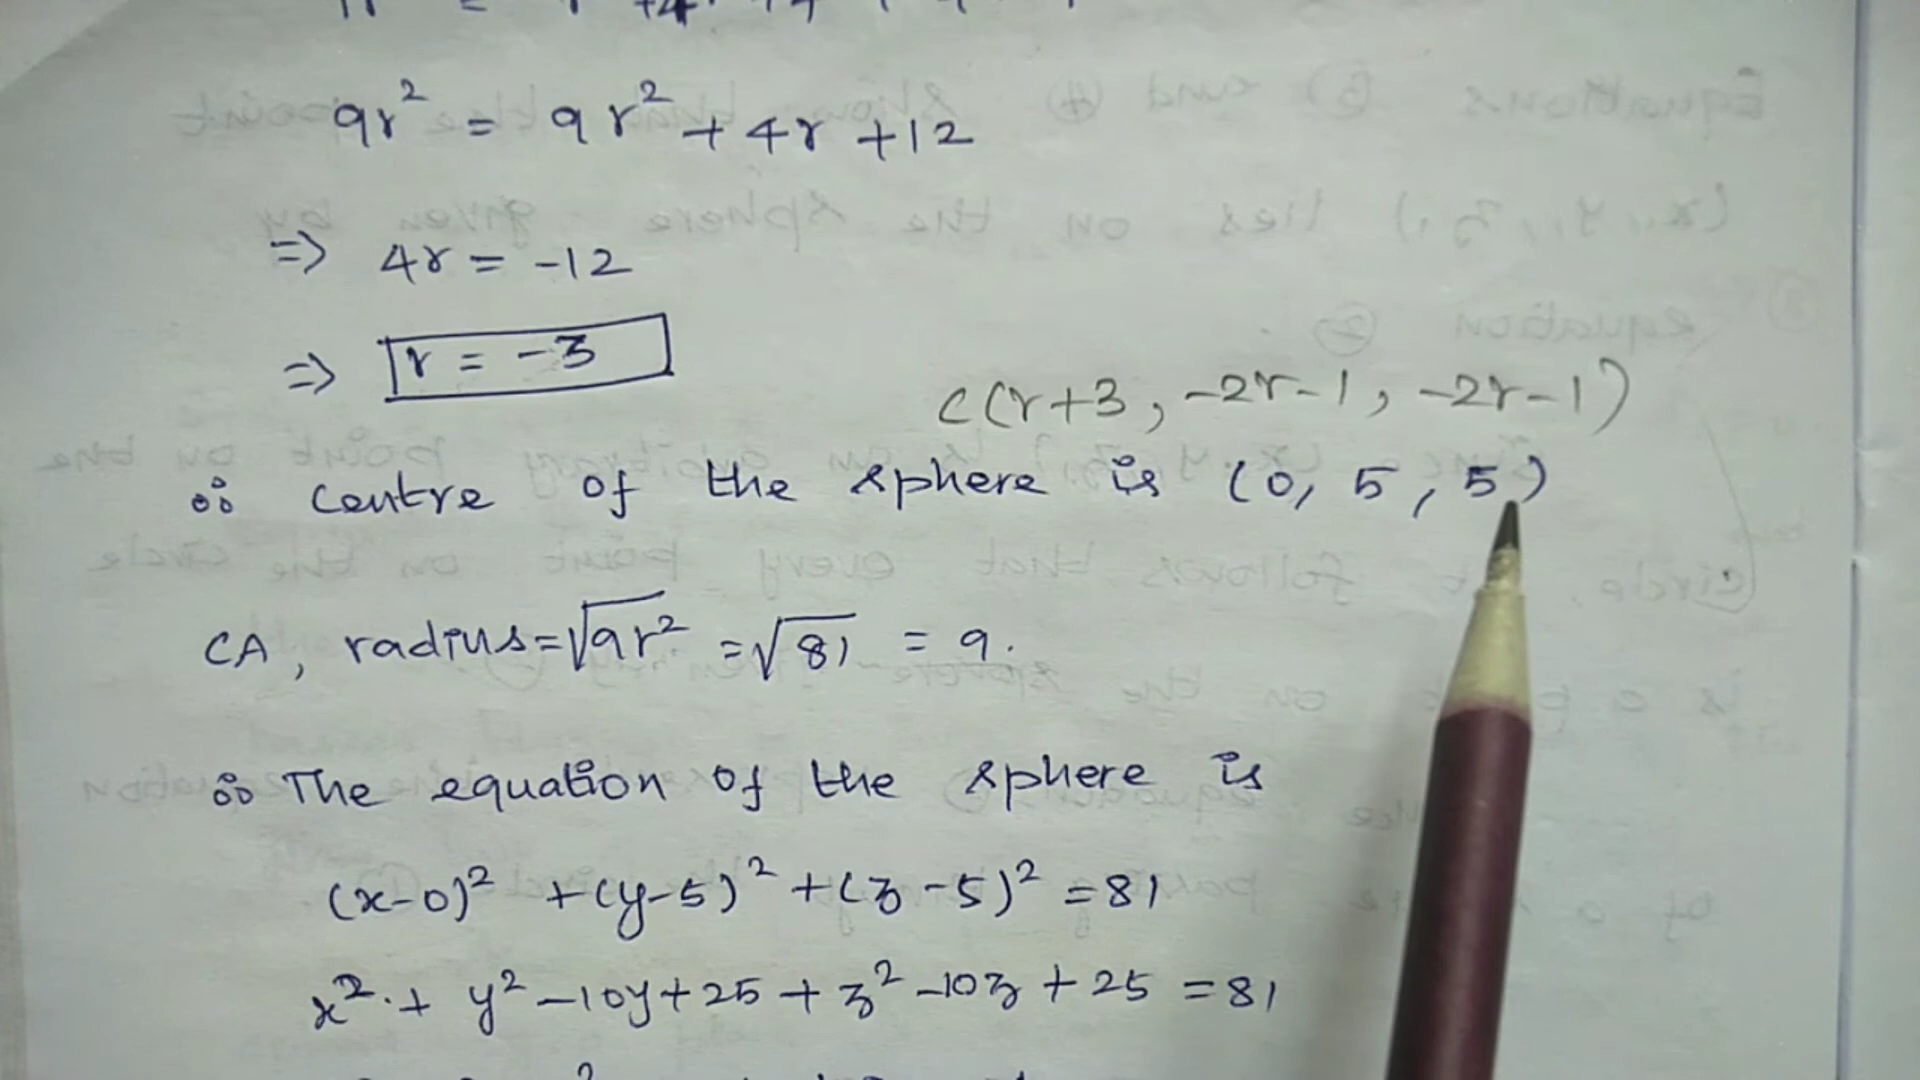 9r² = 9r² + 4r + 12
=> 4r = -12
=> r = -3
C(r+3, -2r-1, -2r-1)
∴ centre of the sphere is (0, 5, 5)
CA, radius = √9r² = √81 = 9.
∴ The equation of the sphere is
(x-0)² + (y-5)² + (z-5)² = 81
x² + y² - 10y + 25 + z² - 10z + 25 = 81